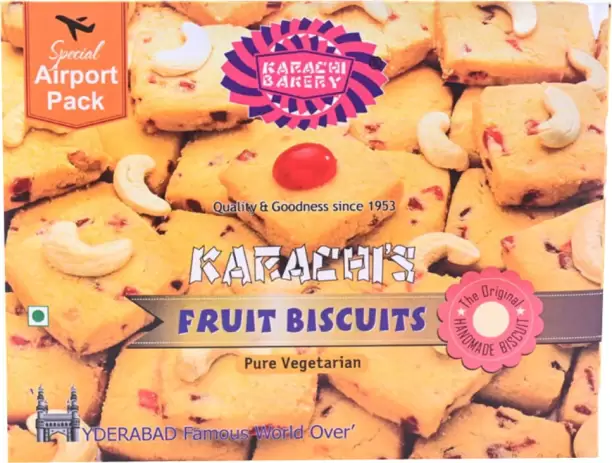 Special
Airport
Pack
KARACHI
BAKERY
Quality & Goodness since 1953
KARACHI'S
FRUIT BISCUITS
The Original
HANDMADE BISCUIT
Pure Vegetarian
YDERABAD Famous World Over'